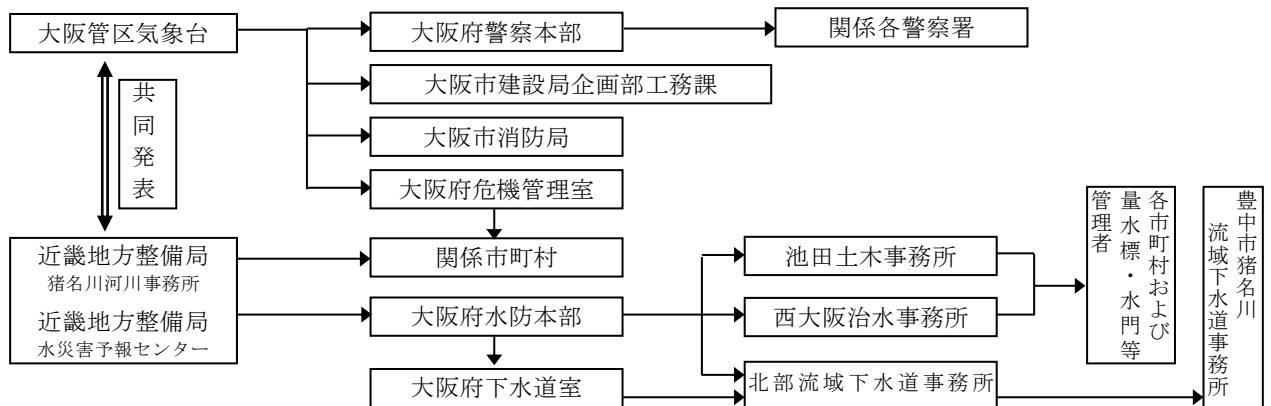 大阪管区気象台
大阪府警察本部
関係各警察署
大阪市建設局企画部工務課
共同発表
大阪市消防局
大阪府危機管理室
近畿地方整備局
猪名川河川事務所
近畿地方整備局
水災害予報センター
関係市町村
大阪府水防本部
大阪府下水道室
池田土木事務所
西大阪治水事務所
北部流域下水道事務所
各市町村および
量水標・水門等
管理者
豊中市猪名川
流域下水道事務所